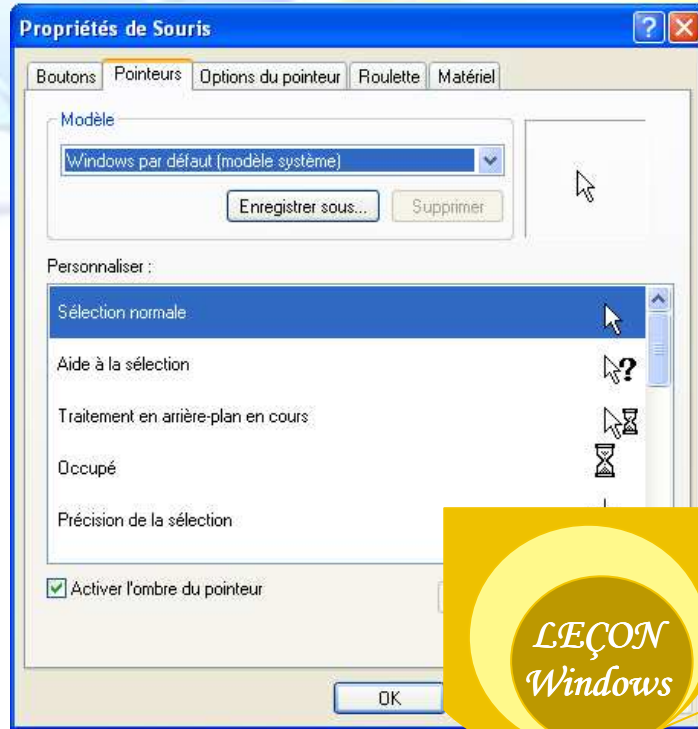 Propriétés de Souris
Boutons Pointeurs Options du pointeur Roulette Matériel
Modèle
Windows par défaut (modèle système)
Enregistrer sous... Supprimer
Personnaliser :
Sélection normale
Aide à la sélection
Traitement en arrière-plan en cours
Occupé
Précision de la sélection
Activer l'ombre du pointeur
OK
LEÇON
Windows